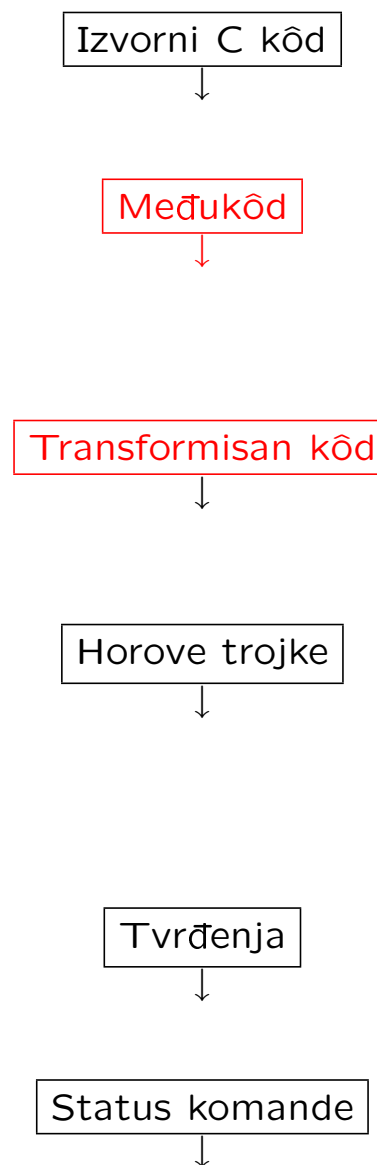 Izvorni C kôd
Međukôd
Transformisan kôd
Horove trojke
Tvrđenja
Status komande